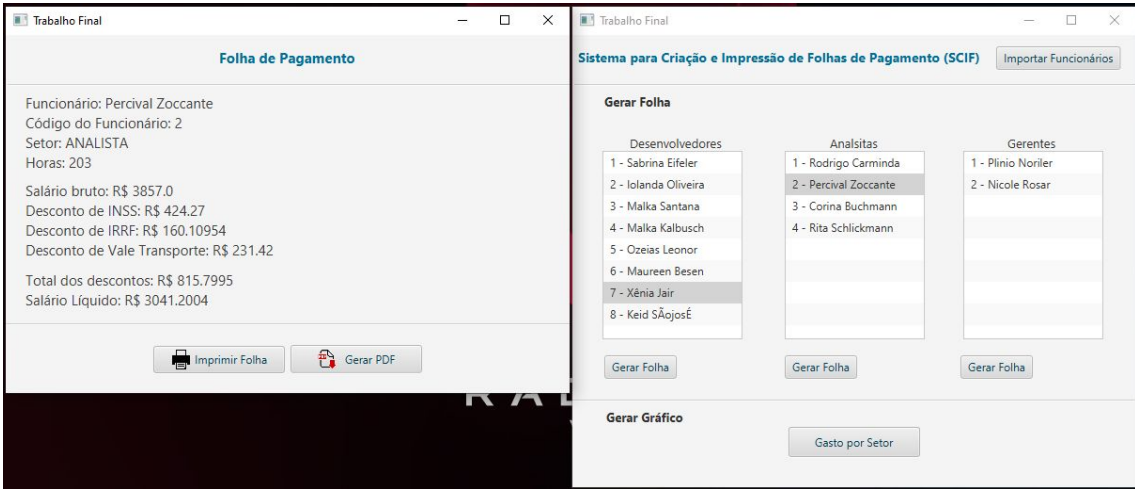 Trabalho Final
Folha de Pagamento
Funcionário: Percival Zoccante
Código do Funcionário: 2
Setor: ANALISTA
Horas: 203
Salário bruto: R$ 3857.0
Desconto de INSS: R$ 424.27
Desconto de IRRF: R$ 160.10954
Desconto de Vale Transporte: R$ 231.42
Total dos descontos: R$ 815.7995
Salário Líquido: R$ 3041.2004
Imprimir Folha
Gerar PDF
Trabalho Final
Sistema para Criação e Impressão de Folhas de Pagamento (SCIF)
Importar Funcionários
Gerar Folha
Desenvolvedores
1 - Sabrina Eifeler
2 - Iolanda Oliveira
3 - Malka Santana
4 - Malka Kalbusch
5 - Ozeias Leonor
6 - Maureen Besen
7 - Xênia Jair
8 - Keid SÃojosÉ
Gerar Folha
Analsitas
1 - Rodrigo Carminda
2 - Percival Zoccante
3 - Corina Buchmann
4 - Rita Schlickmann
Gerar Folha
Gerentes
1 - Plinio Noriler
2 - Nicole Rosar
Gerar Folha
Gerar Gráfico
Gasto por Setor